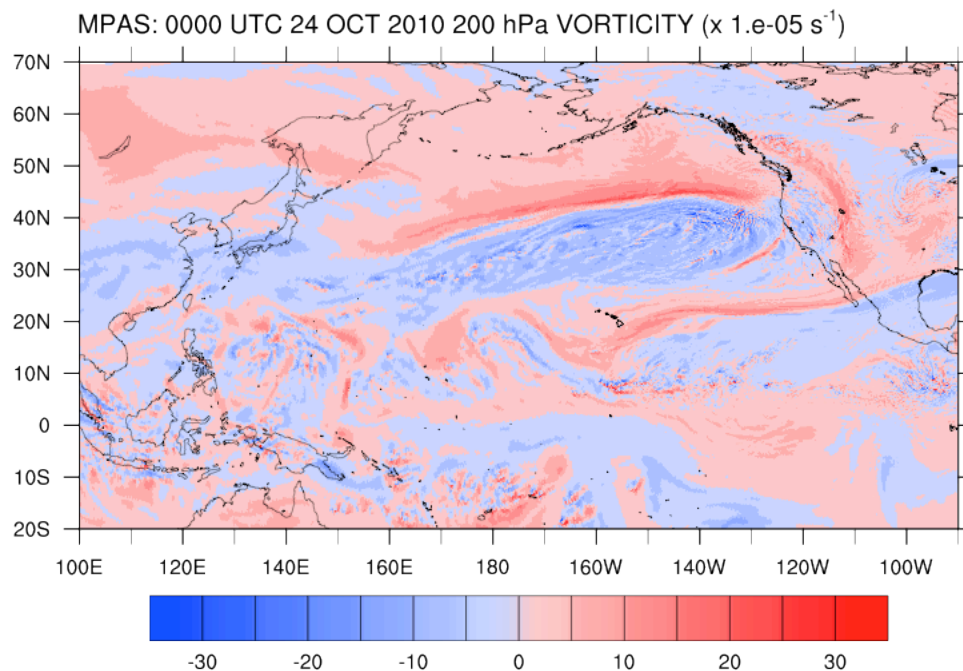 MPAS: 0000 UTC 24 OCT 2010 200 hPa VORTICITY (x 1.e-05 s-1)
70N
60N
50N
40N
30N
20N
10N
0
10S
20S
100E 120E 140E 160E 180 160W 140W 120W 100W
-30 -20 -10 0 10 20 30